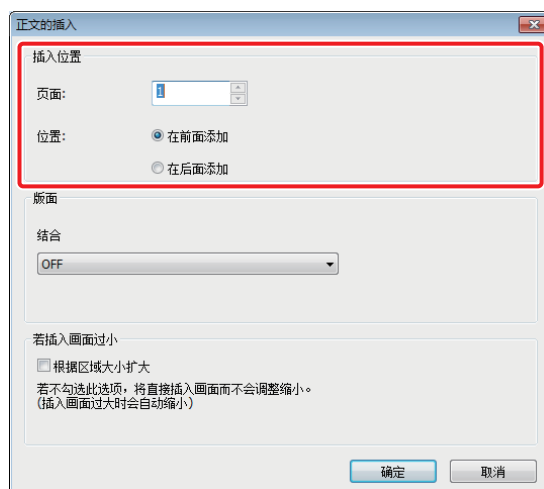 正文的插入
插入位置
页面：
1
位置：
在前面添加
在后面添加
版面
结合
OFF
若插入画面过小
根据区域大小扩大
若不勾选此选项，将直接插入画面而不会调整缩小。
(插入画面过大时会自动缩小)
确定
取消